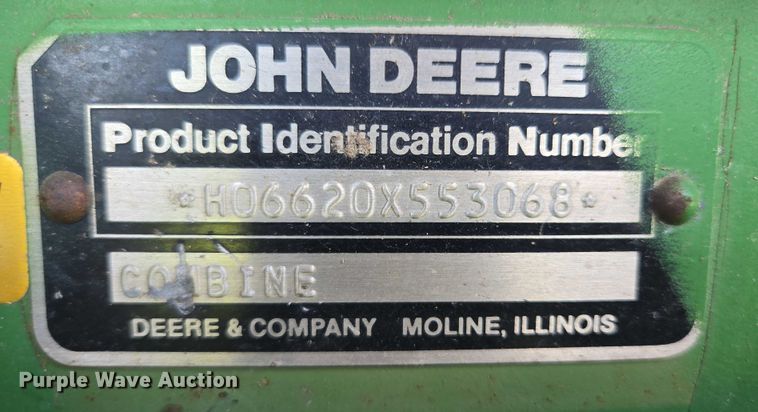 JOHN DEERE
Product Identification Number
*H06620X553068*
COMBINE
DEERE & COMPANY MOLINE, ILLINOIS
Purple Wave Auction